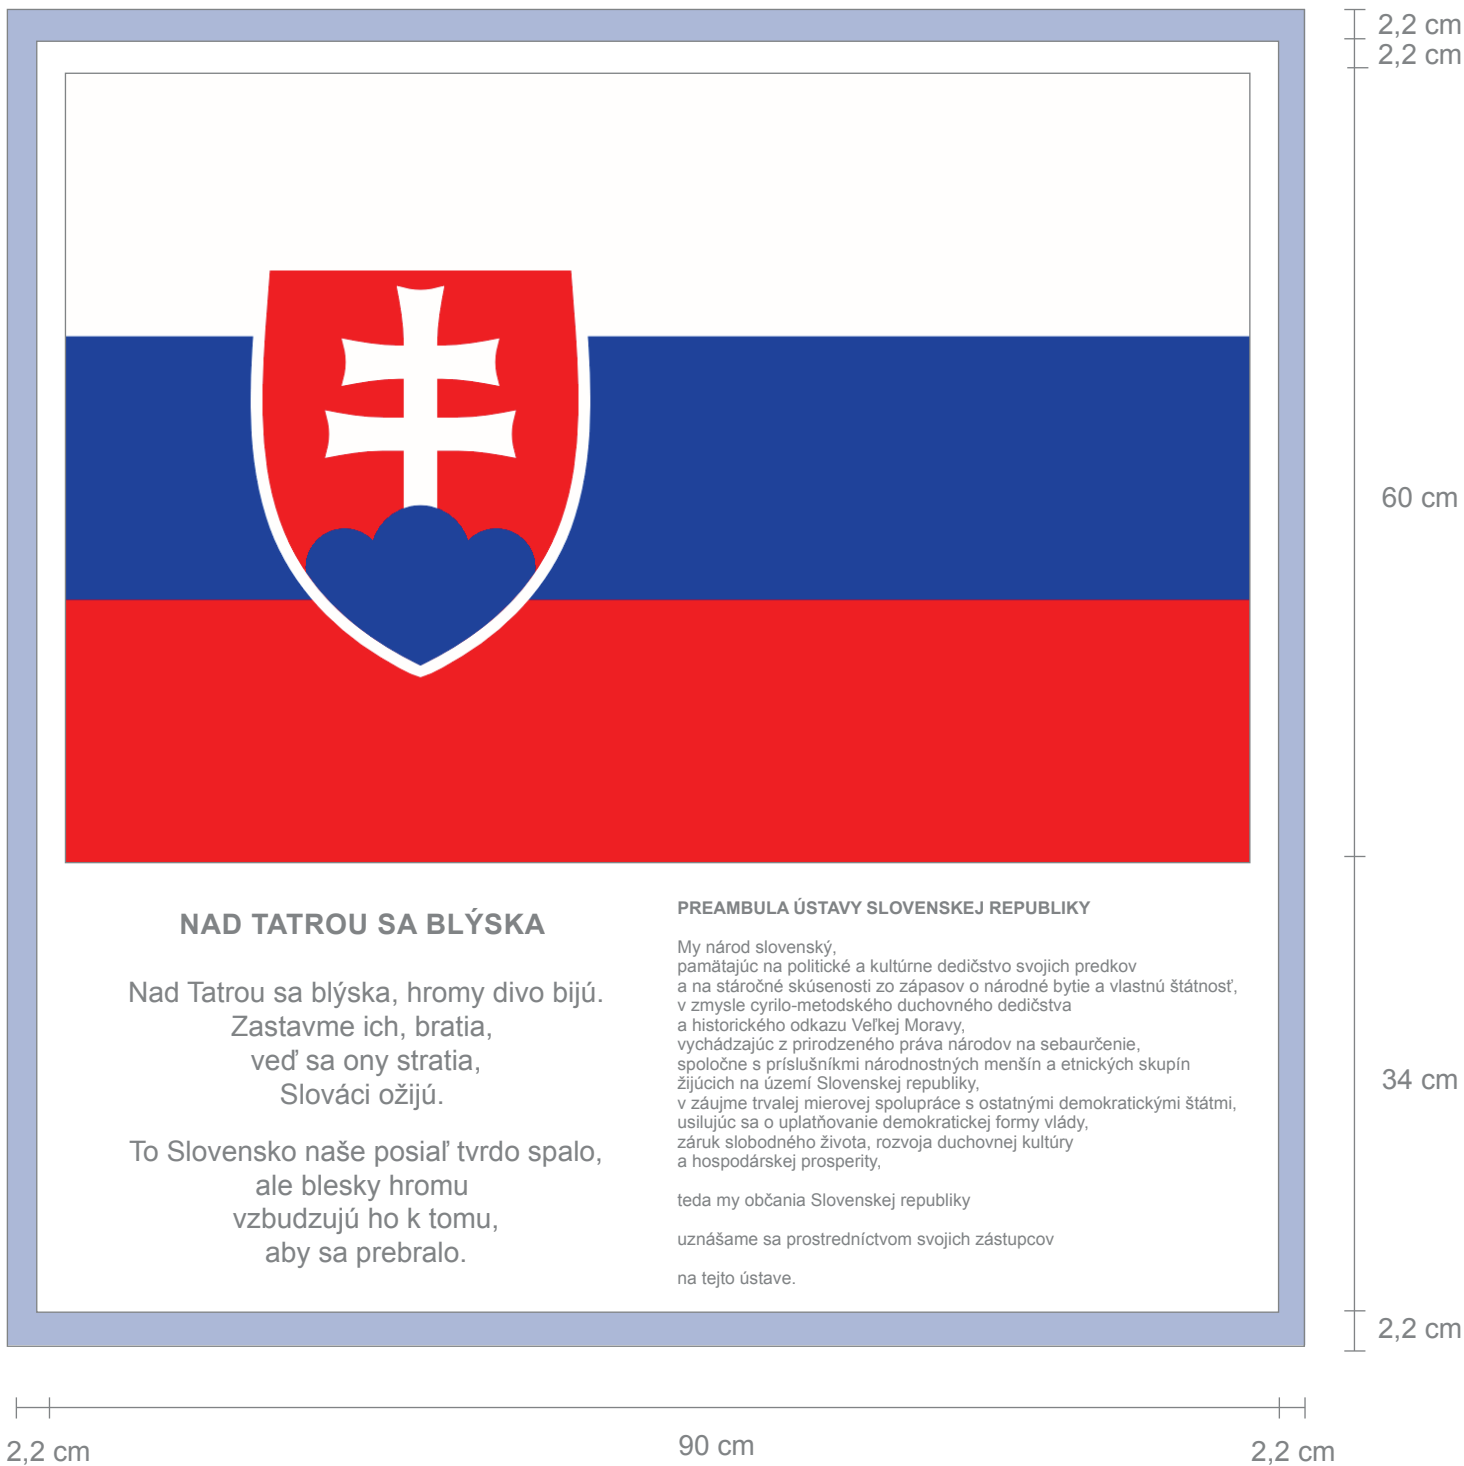 2,2 cm
2,2 cm
60 cm
NAD TATROU SA BLÝSKA
Nad Tatrou sa blýska, hromy divo bijú.
Zastavme ich, bratia,
veď sa ony stratia,
Slováci ožijú.
To Slovensko naše posiaľ tvrdo spalo,
ale blesky hromu
vzbudzujú ho k tomu,
aby sa prebralo.
PREAMBULA ÚSTAVY SLOVENSKEJ REPUBLIKY
My národ slovenský,
pamätajúc na politické a kultúrne dedičstvo svojich predkov
a na stáročné skúsenosti zo zápasov o národné bytie a vlastnú štátnosť,
v zmysle cyrilo-metodského duchovného dedičstva
a historického odkazu Veľkej Moravy,
vychádzajúc z prirodzeného práva národov na sebaurčenie,
spoločne s príslušníkmi národnostných menšín a etnických skupín
žijúcich na území Slovenskej republiky,
v záujme trvalej mierovej spolupráce s ostatnými demokratickými štátmi,
usilujúc sa o uplatňovanie demokratickej formy vlády,
záruk slobodného života, rozvoja duchovnej kultúry
a hospodárskej prosperity,
teda my občania Slovenskej republiky
uznášame sa prostredníctvom svojich zástupcov
na tejto ústave.
34 cm
2,2 cm
2,2 cm
90 cm
2,2 cm